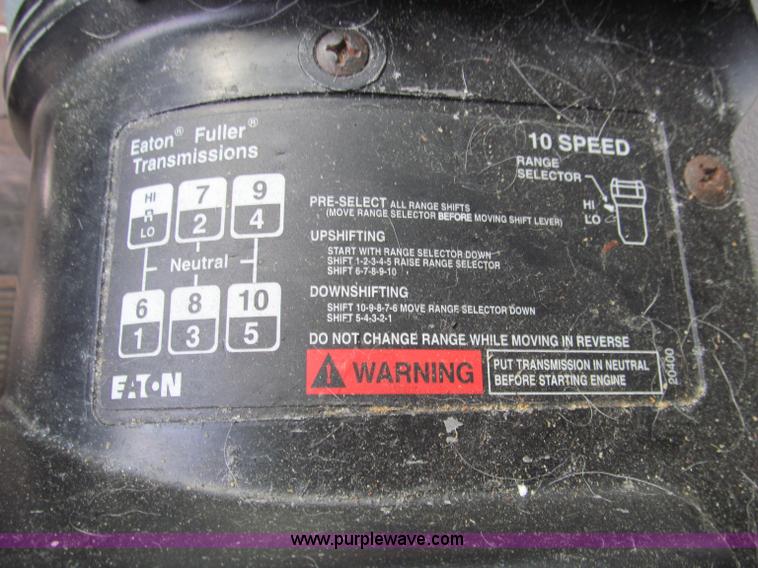 Eaton® Fuller®
Transmissions
10 SPEED
RANGE
SELECTOR
HI
LO
HI 7 9
R 2 4
LO
Neutral
6 8 10
1 3 5
EATON
PRE-SELECT ALL RANGE SHIFTS
(MOVE RANGE SELECTOR BEFORE MOVING SHIFT LEVER)
UPSHIFTING
START WITH RANGE SELECTOR DOWN
SHIFT 1-2-3-4-5 RAISE RANGE SELECTOR
SHIFT 6-7-8-9-10
DOWNSHIFTING
SHIFT 10-9-8-7-6 MOVE RANGE SELECTOR DOWN
SHIFT 5-4-3-2-1
DO NOT CHANGE RANGE WHILE MOVING IN REVERSE
WARNING
PUT TRANSMISSION IN NEUTRAL
BEFORE STARTING ENGINE
20400
www.purplewave.com